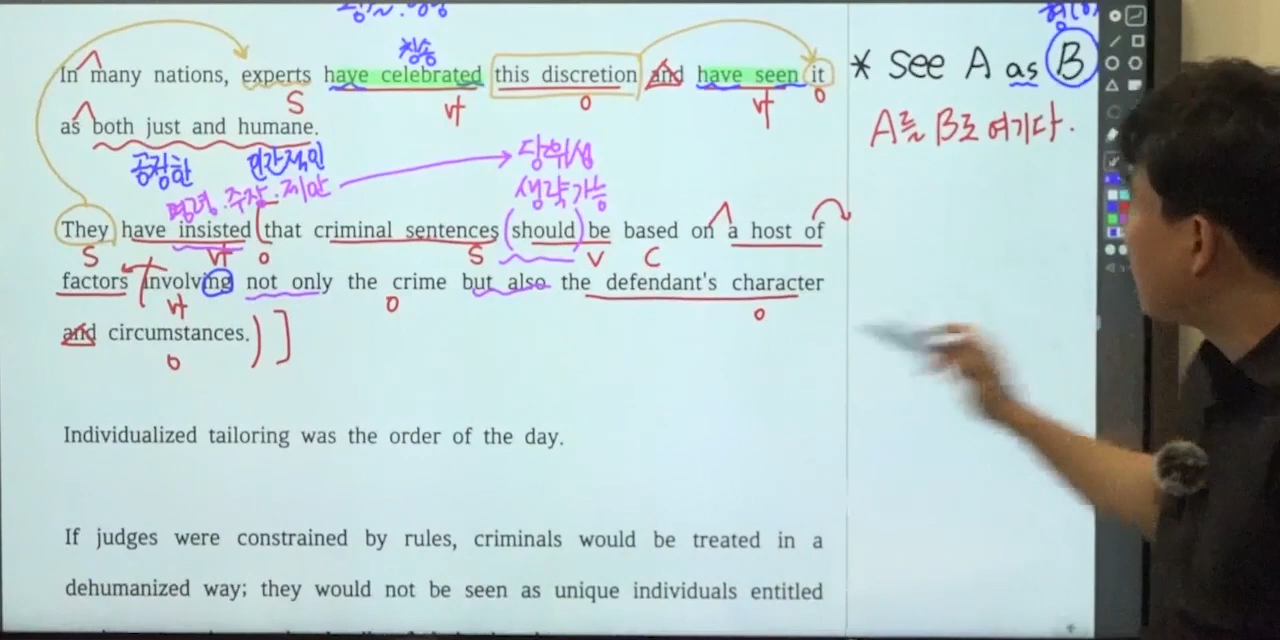 칭송
In many nations, experts have celebrated this discretion and have seen it
S vt O vt O
as both just and humane.
공정한 인간적인
명령·주장·제안
당위성
생략가능
They have insisted (that criminal sentences (should) be based on a host of
S vt O S V C
factors involving not only the crime but also the defendant's character
vt O O
and circumstances.)]
O
Individualized tailoring was the order of the day.
If judges were constrained by rules, criminals would be treated in a
dehumanized way; they would not be seen as unique individuals entitled
* see A as B
A를 B로 여기다.